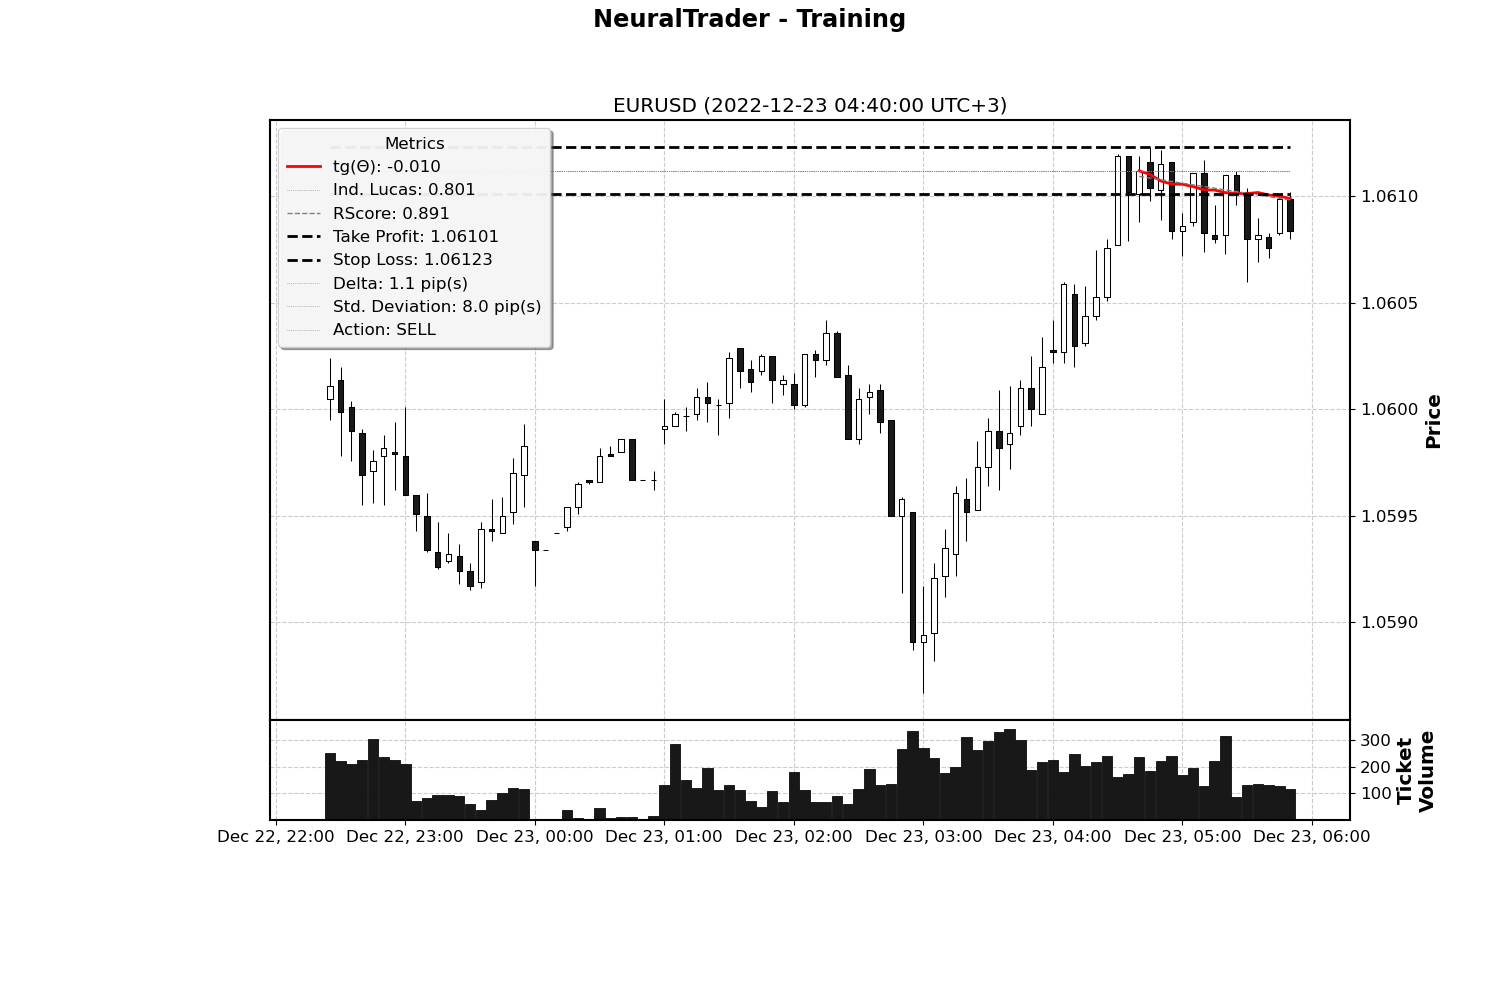 NeuralTrader - Training
EURUSD (2022-12-23 04:40:00 UTC+3)
Metrics
tg(Θ): -0.010
Ind. Lucas: 0.801
RScore: 0.891
Take Profit: 1.06101
Stop Loss: 1.06123
Delta: 1.1 pip(s)
Std. Deviation: 8.0 pip(s)
Action: SELL
1.0610
1.0605
1.0600
1.0595
1.0590
Price
300
200
100
Ticket
Volume
Dec 22, 22:00
Dec 22, 23:00
Dec 23, 00:00
Dec 23, 01:00
Dec 23, 02:00
Dec 23, 03:00
Dec 23, 04:00
Dec 23, 05:00
Dec 23, 06:00